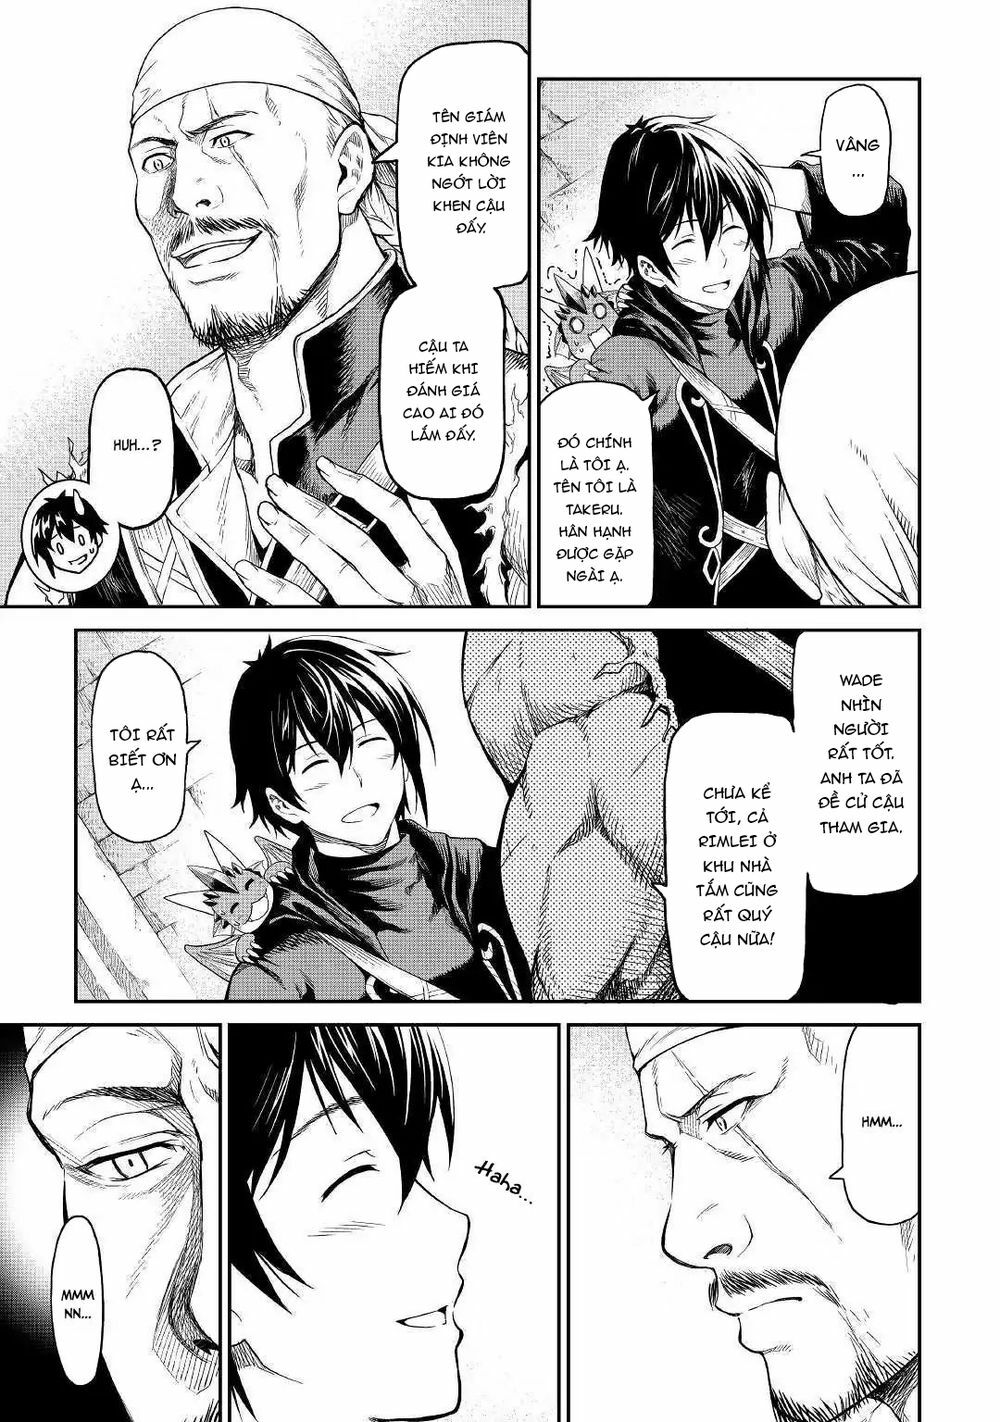 VÂNG
...
ĐÓ CHÍNH
LÀ TÔI Ạ.
TÊN TÔI LÀ
TAKERU.
HÂN HẠNH
ĐƯỢC GẶP
NGÀI Ạ.
TÊN GIÁM
ĐỊNH VIÊN
KIA KHÔNG
NGỚT LỜI
KHEN CẬU
ĐẤY.
CẬU TA
HIẾM KHI
ĐÁNH GIÁ
CAO AI ĐÓ
LẮM ĐẤY.
HUH...?
WADE
NHÌN
NGƯỜI
RẤT TỐT.
ANH TA ĐÃ
ĐỀ CỬ CẬU
THAM GIA.
CHƯA KỂ
TỚI, CẢ
RIMLEI Ở
KHU NHÀ
TẮM CŨNG
RẤT QUÝ
CẬU NỮA!
TÔI RẤT
BIẾT ƠN
Ạ...
HMM...
Haha...
MMM
NN...